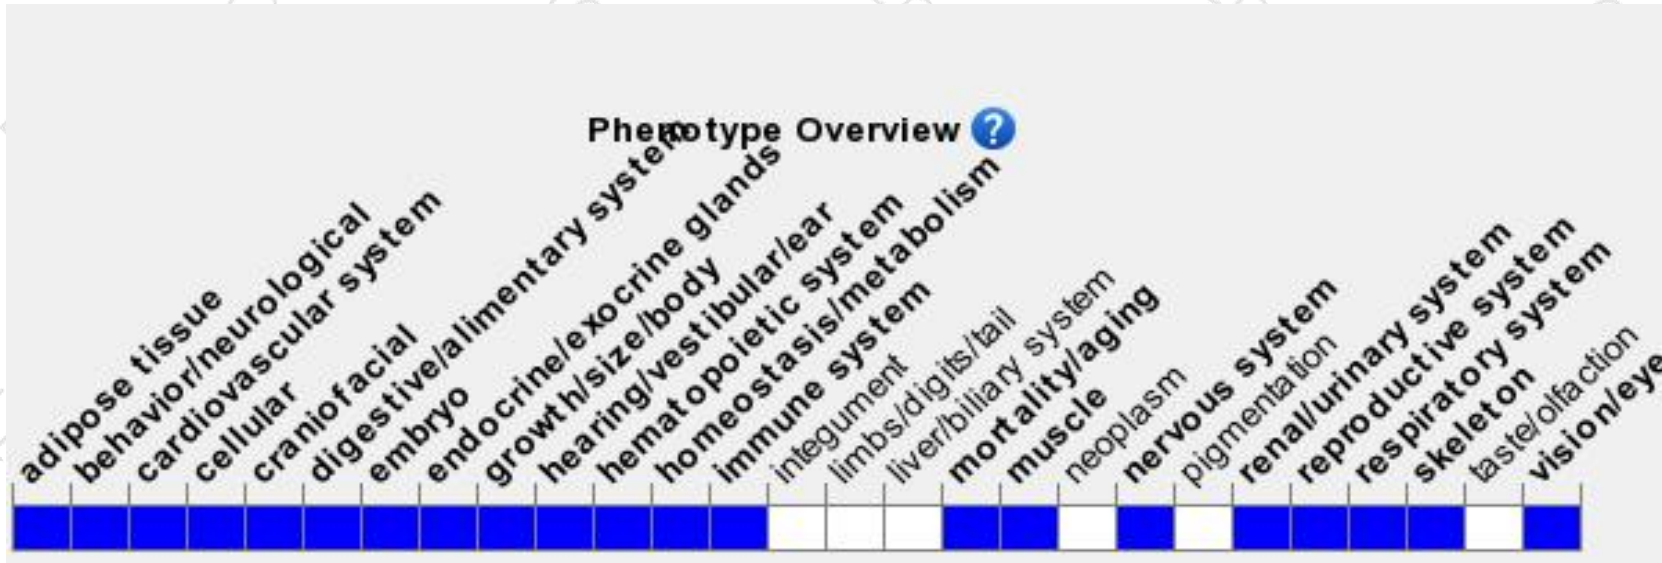 Phenotype Overview ?
adipose tissue
behavior/neurological
cardiovascular system
cellular
craniofacial
digestive/alimentary system
embryo
endocrine/exocrine glands
growth/size/body
hearing/vestibular/ear
hematopoietic system
homeostasis/metabolism
immune system
integument
limbs/digits/tail
liver/biliary system
mortality/aging
muscle
neoplasm
nervous system
pigmentation
renal/urinary system
reproductive system
respiratory system
skeleton
taste/olfaction
vision/eye